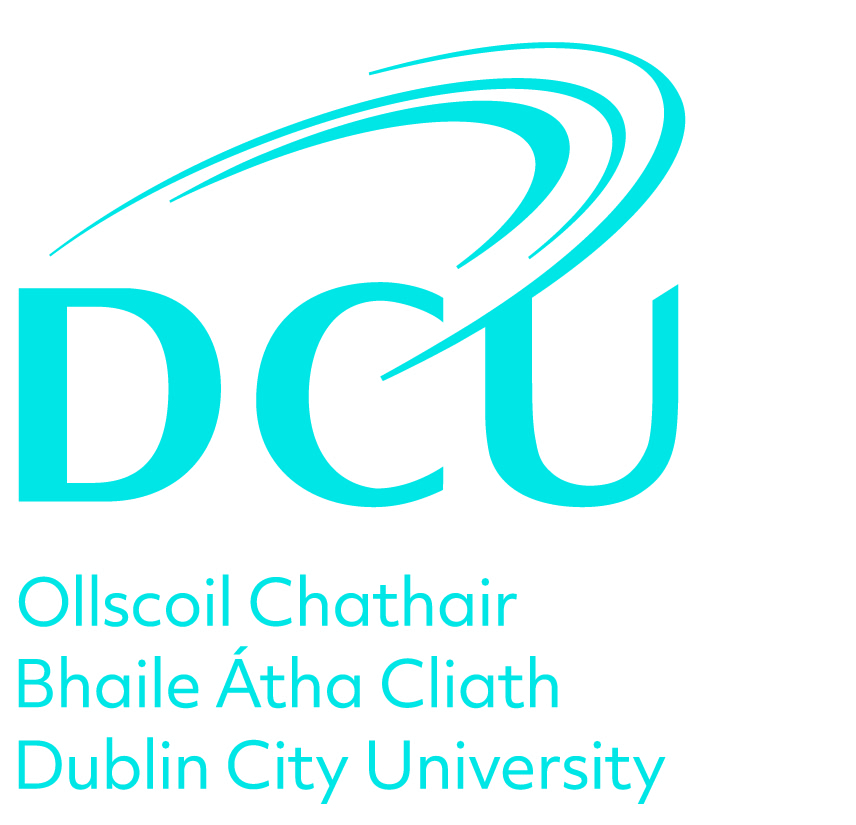 DCU
Ollscoil Chathair
Bhaile Átha Cliath
Dublin City University